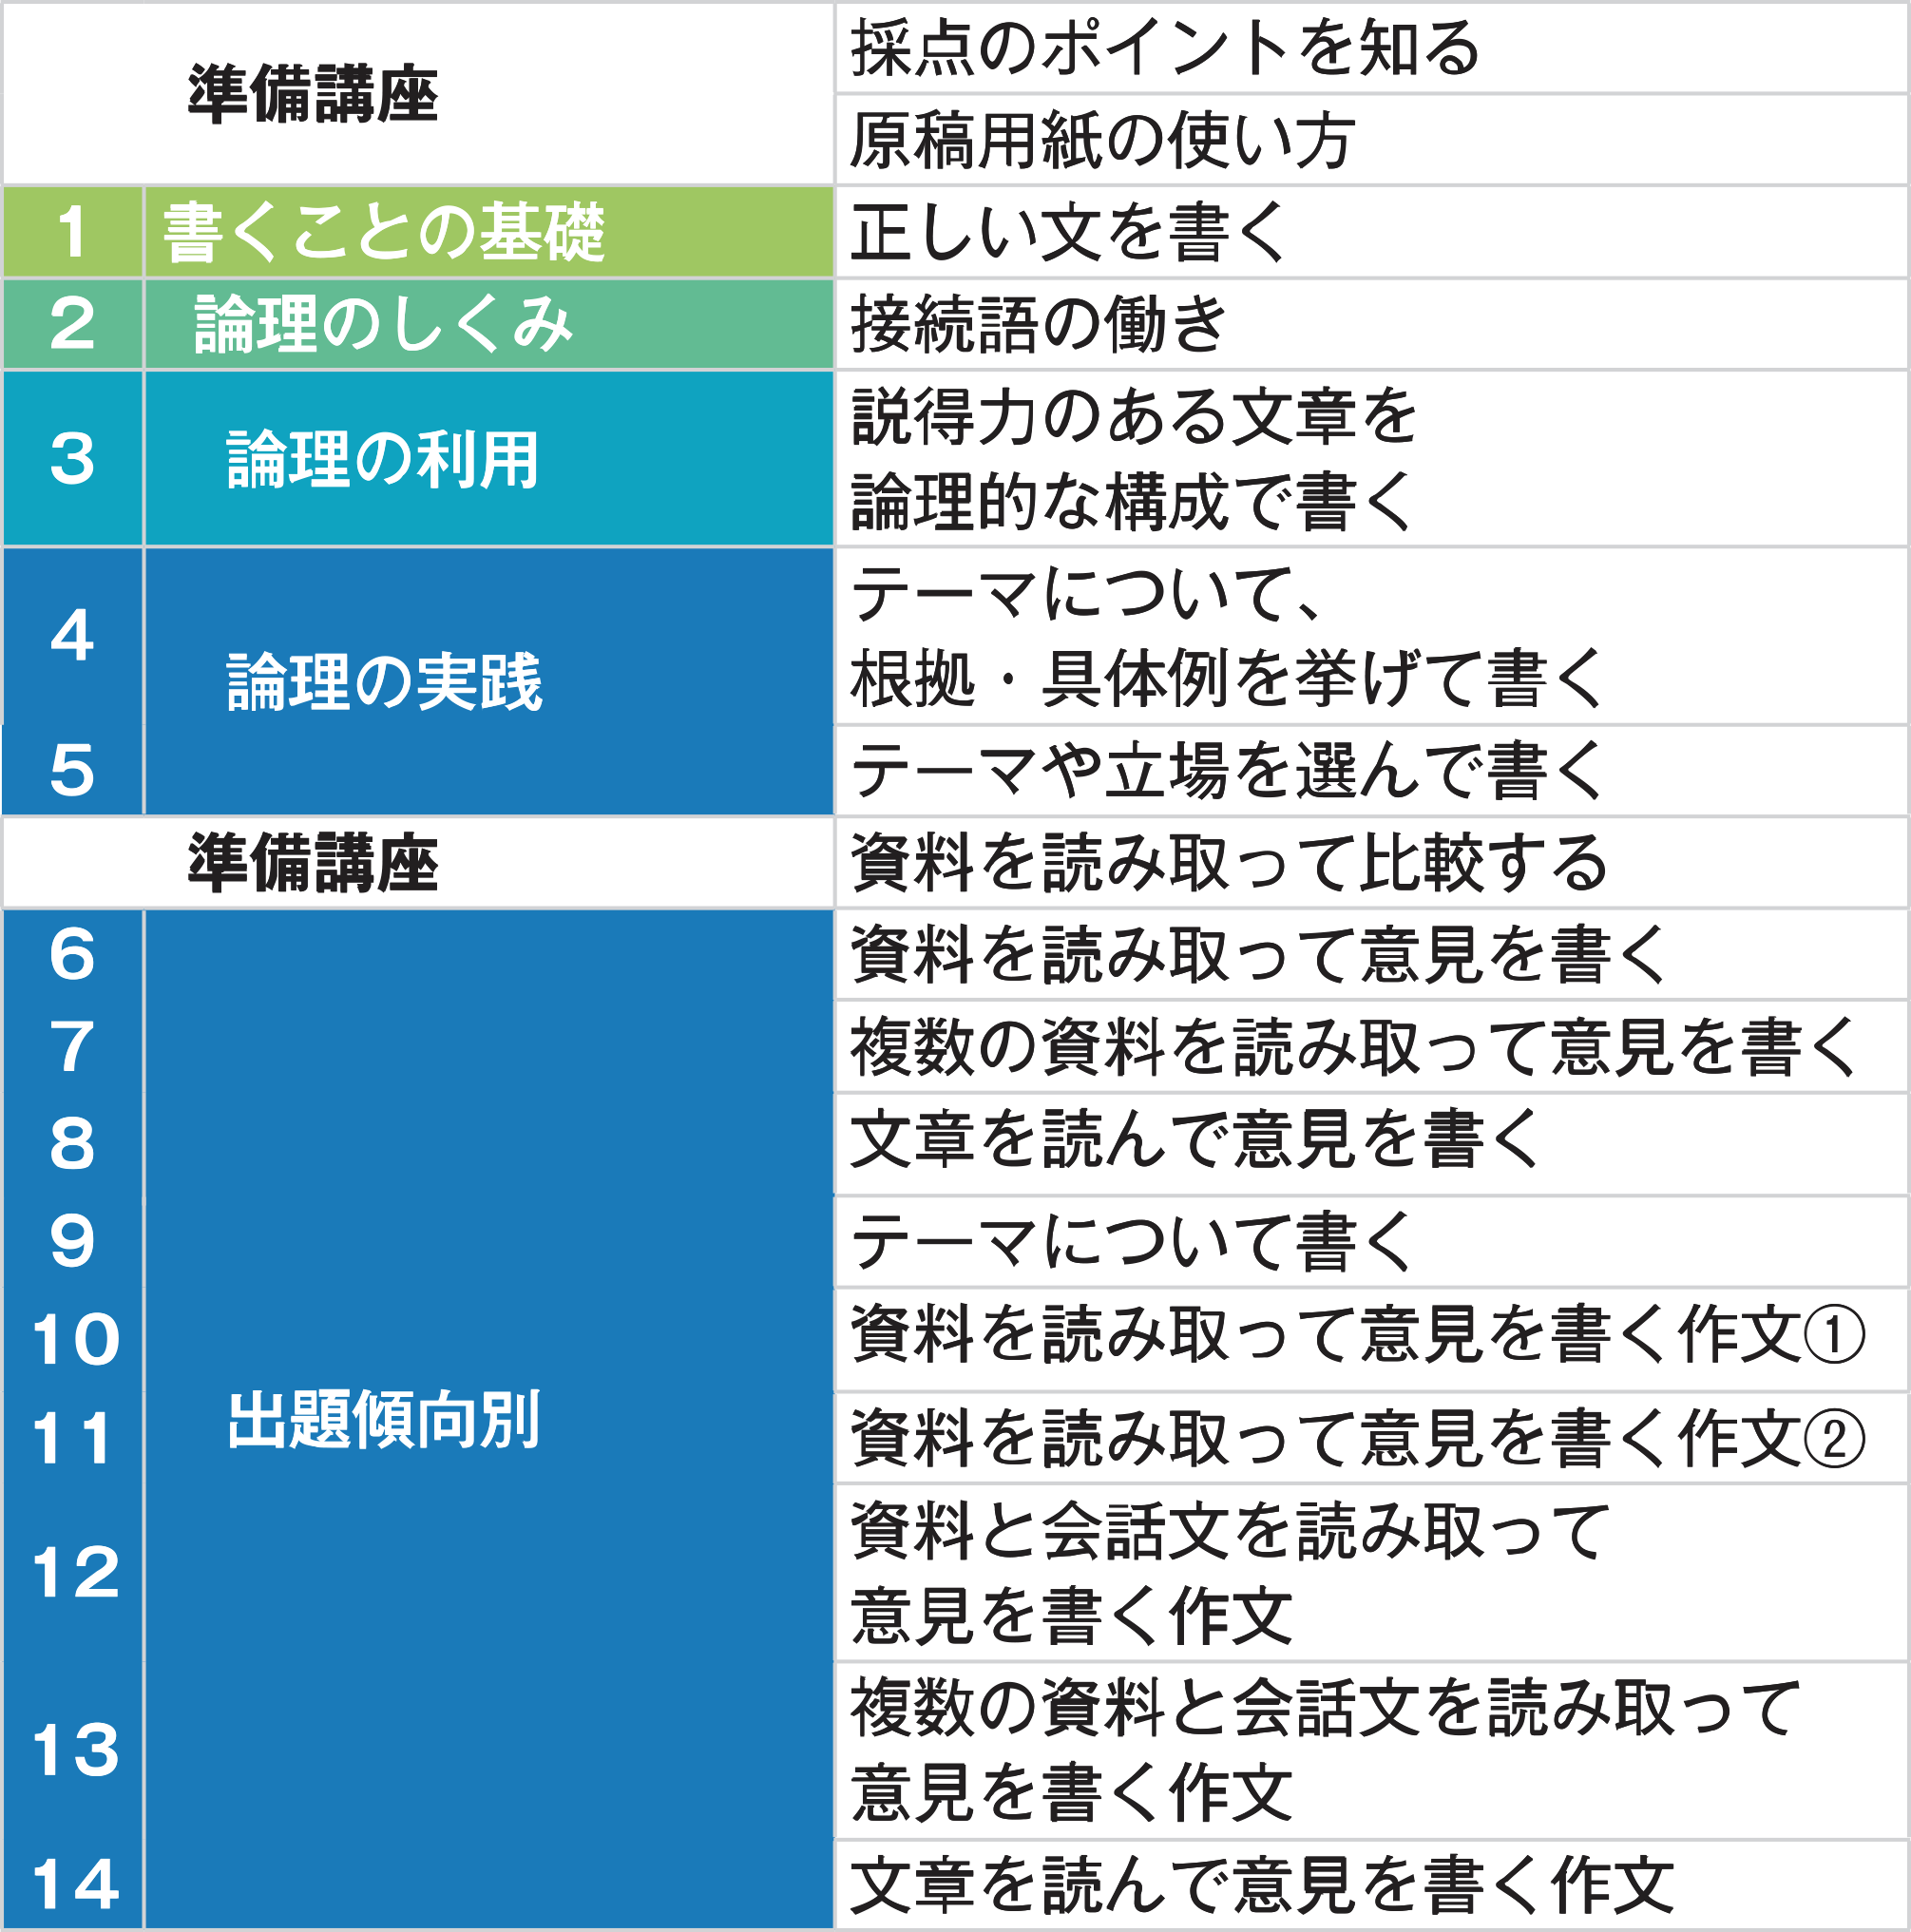 準備講座
採点のポイントを知る
原稿用紙の使い方
1 書くことの基礎 正しい文を書く
2 論理のしくみ 接続語の働き
3 論理の利用
説得力のある文章を
論理的な構成で書く
4
論理の実践
テーマについて、
根拠・具体例を挙げて書く
5 テーマや立場を選んで書く
準備講座 資料を読み取って比較する
6 資料を読み取って意見を書く
7 複数の資料を読み取って意見を書く
8 文章を読んで意見を書く
9 テーマについて書く
10 資料を読み取って意見を書く作文①
出題傾向別
11 資料を読み取って意見を書く作文②
12
資料と会話文を読み取って
意見を書く作文
13
複数の資料と会話文を読み取って
意見を書く作文
14 文章を読んで意見を書く作文